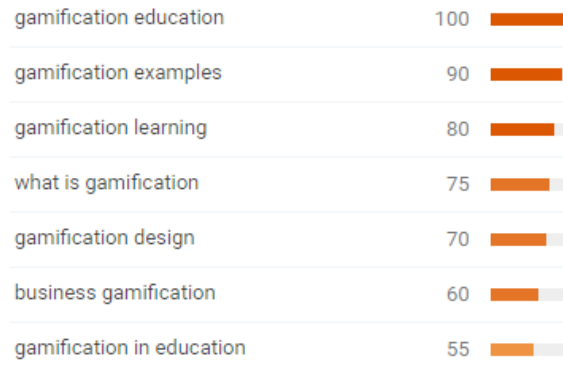 gamification education 100
gamification examples 90
gamification learning 80
what is gamification 75
gamification design 70
business gamification 60
gamification in education 55